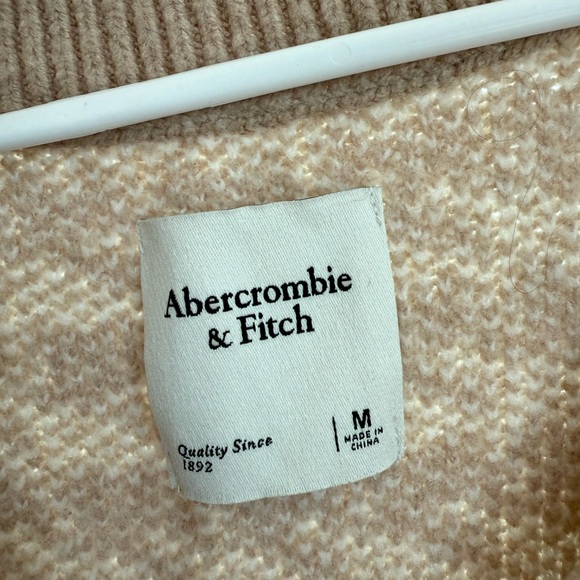 Abercrombie
& Fitch
Quality Since
1892
M
MADE IN
CHINA